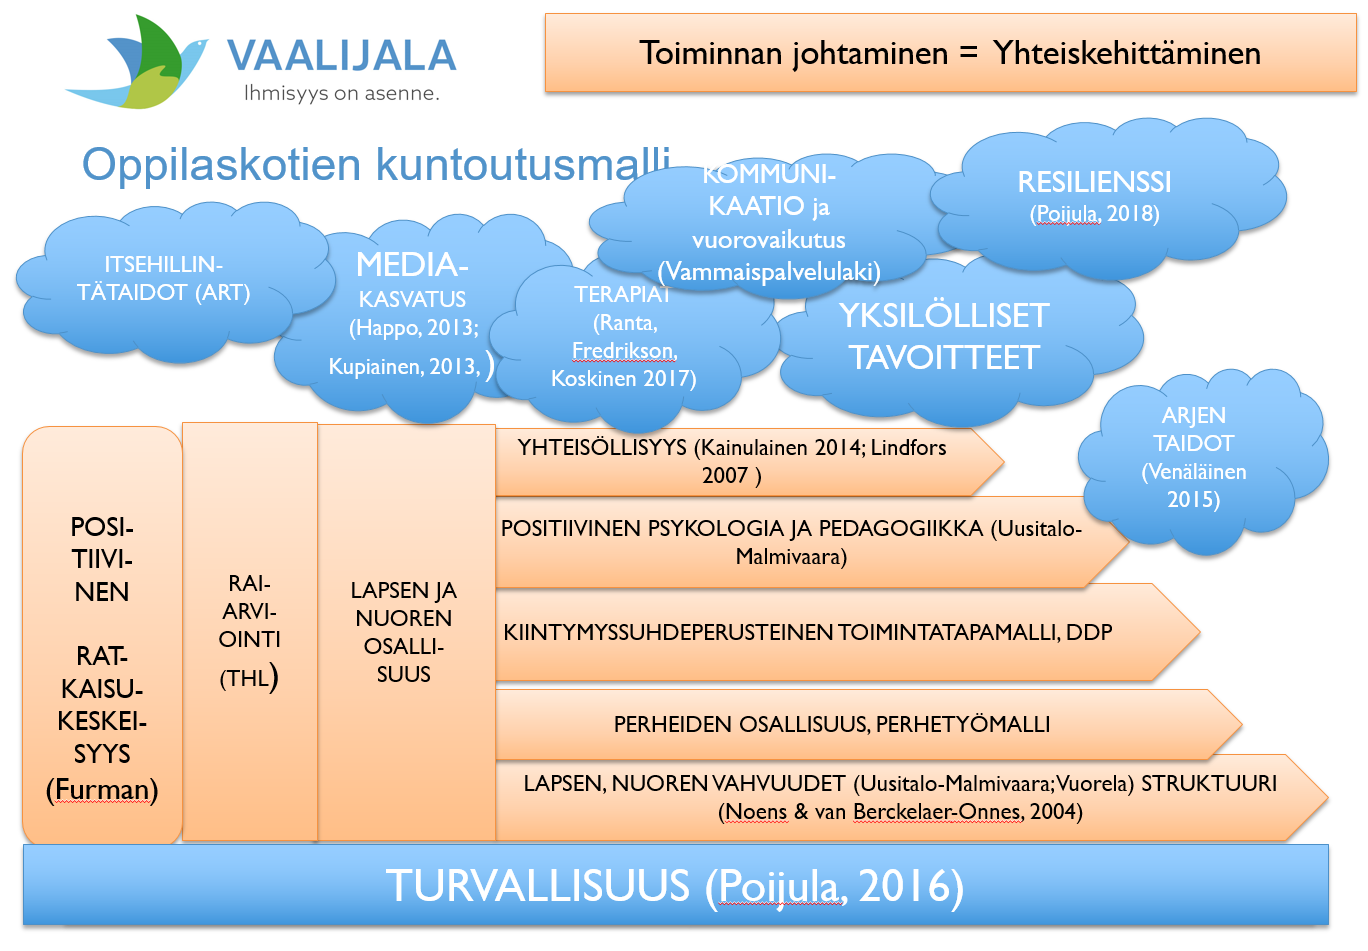 VAALIJALA
Ihmisyys on asenne.
Toiminnan johtaminen = Yhteiskehittäminen
Oppilaskotien kuntoutusmalli
ITSEHILLIN-
TÄTAIDOT (ART)
MEDIA-
KASVATUS
(Happo, 2013;
Kupiainen, 2013, )
TERAPIAT
(Ranta,
Fredrikson,
Koskinen 2017)
KOMMUNI-
KAATIO ja
vuorovaikutus
(Vammaispalvelulaki)
RESILIENSSI
(Poijula, 2018)
YKSILÖLLISET
TAVOITTEET
ARJEN
TAIDOT
(Venäläinen
2015)
POSI-
TIIVI-
NEN
RAT-
KAISU-
KESKEI-
SYYS
(Furman)
RAI-
ARVI-
OINTI
(THL)
LAPSEN JA
NUOREN
OSALLI-
SUUS
YHTEISÖLLISYYS (Kainulainen 2014; Lindfors
2007 )
POSITIIVINEN PSYKOLOGIA JA PEDAGOGIIKKA (Uusitalo-
Malmivaara)
KIINTYMYSSUHDEPERUSTEINEN TOIMINTATAPAMALLI, DDP
PERHEIDEN OSALLISUUS, PERHETYÖMALLI
LAPSEN, NUOREN VAHVUUDET (Uusitalo-Malmivaara; Vuorela) STRUKTUURI
(Noens & van Berckelaer-Onnes, 2004)
TURVALLISUUS (Poijula, 2016)